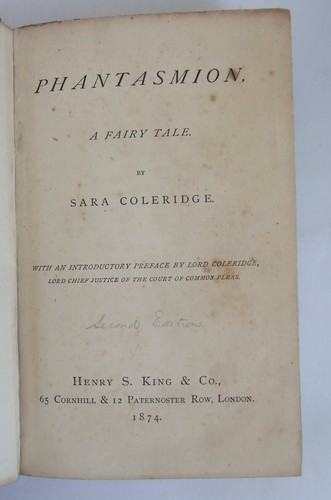 PHANTASMION,
A FAIRY TALE.
BY
SARA COLERIDGE.
WITH AN INTRODUCTORY PREFACE BY LORD COLERIDGE,
LORD CHIEF JUSTICE OF THE COURT OF COMMON PLEAS.
Second Edition
HENRY S. KING & CO.,
65 CORNHILL & 12 PATERNOSTER ROW, LONDON.
1874.